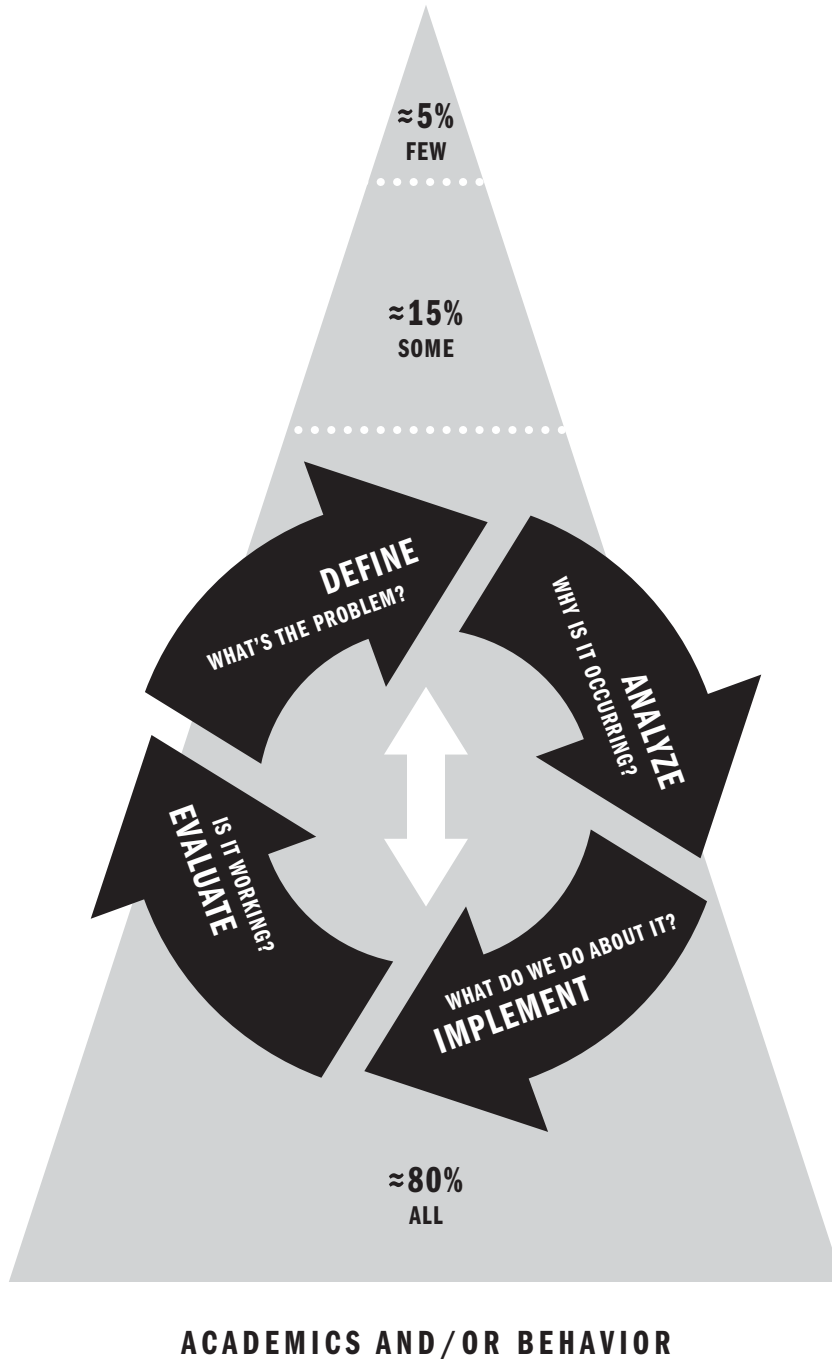 ≈5%
FEW
≈15%
SOME
DEFINE
WHAT'S THE PROBLEM?
WHY IS IT OCCURRING?
ANALYZE
WHAT DO WE DO ABOUT IT?
IMPLEMENT
IS IT WORKING?
EVALUATE
≈80%
ALL
ACADEMICS AND/OR BEHAVIOR